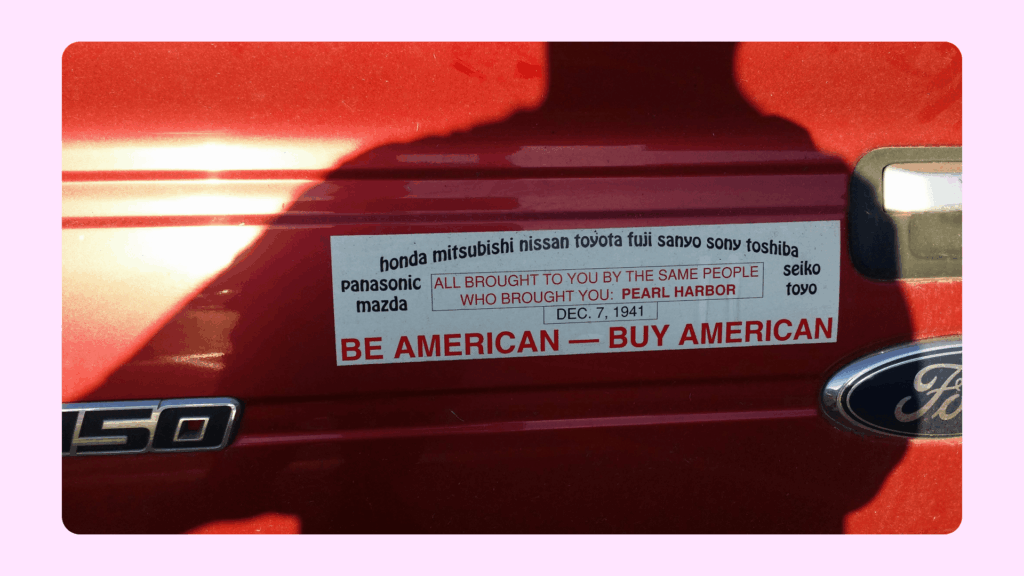 honda mitsubishi nissan toyota fuji sanyo sony toshiba
panasonic
mazda
ALL BROUGHT TO YOU BY THE SAME PEOPLE
WHO BROUGHT YOU: PEARL HARBOR
DEC. 7, 1941
seiko
toyo
BE AMERICAN — BUY AMERICAN
150
Fo